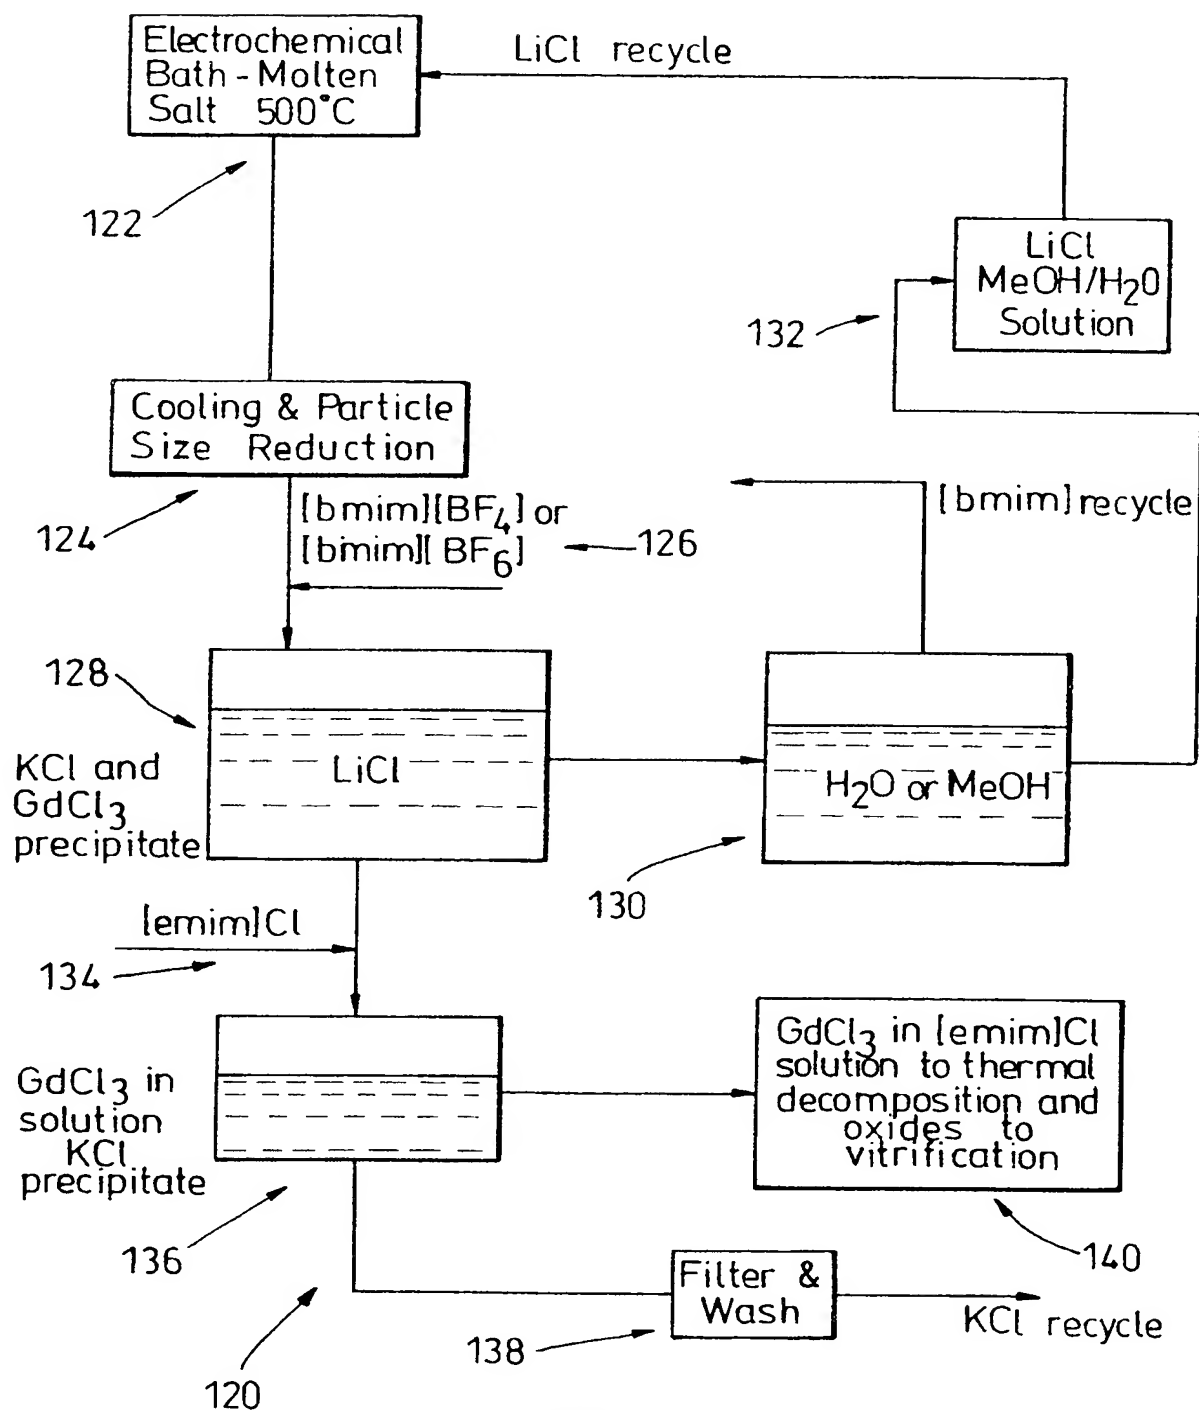 Electrochemical
Bath-Molten
Salt 500°C
LiCl recycle
122
LiCl
MeOH/H2O
Solution
132
Cooling & Particle
Size Reduction
124
[bmim][BF4] or
[bmim][BF6]
126
[bmim] recycle
128
KCl and
GdCl3
precipitate
LiCl
H2O or MeOH
130
[emim]Cl
134
GdCl3 in
solution
KCl
precipitate
136
GdCl3 in [emim]Cl
solution to thermal
decomposition and
oxides to
vitrification
140
Filter &
Wash
138
KCl recycle
120